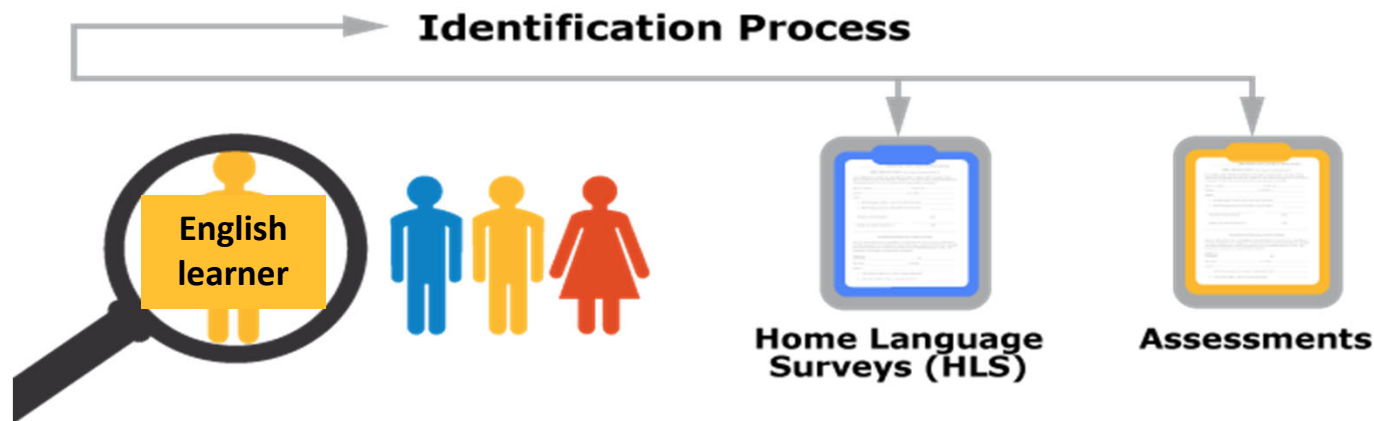 Identification Process
English
learner
Home Language
Surveys (HLS)
Assessments